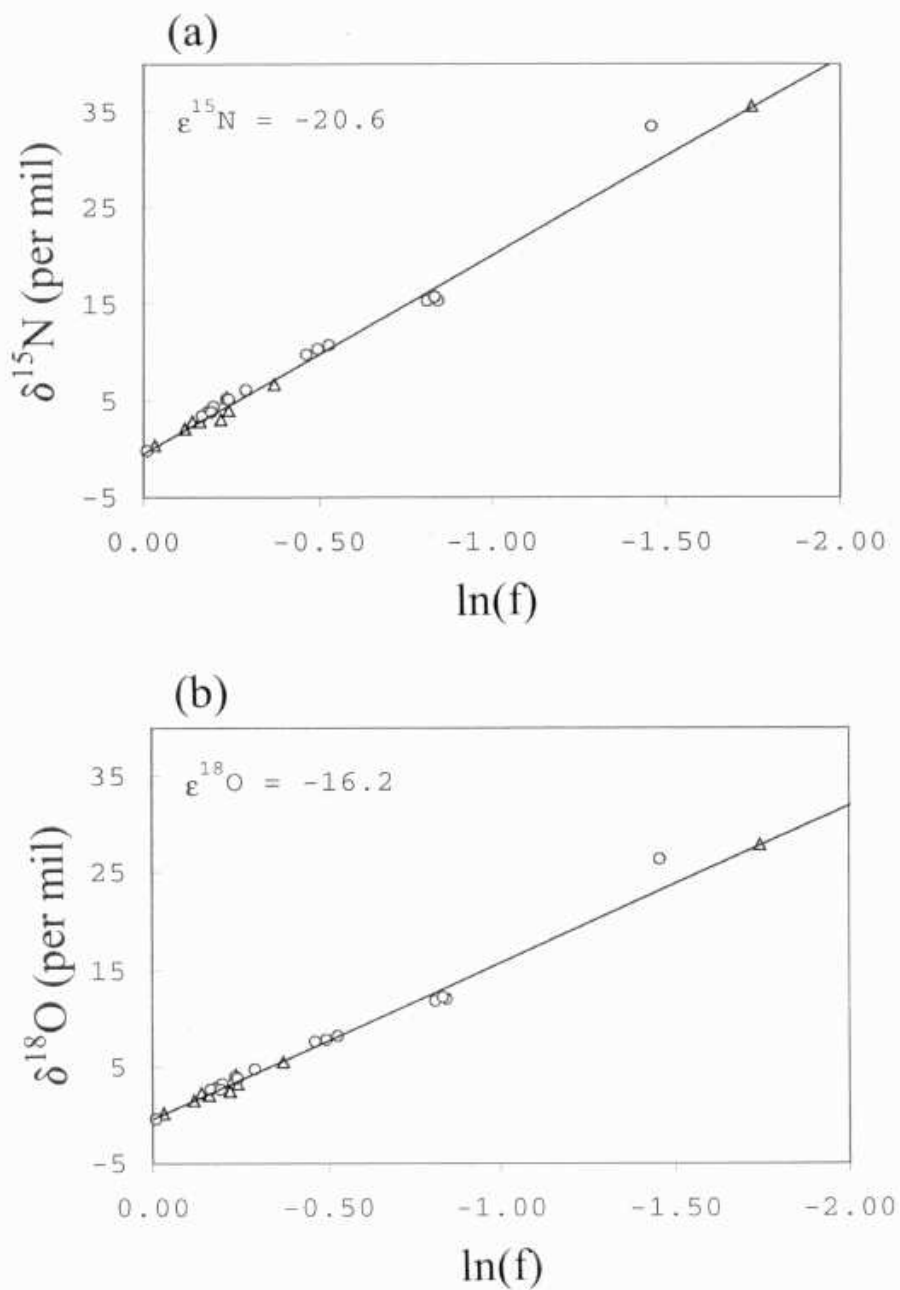 (a)
ε¹⁵N = -20.6
35
25
15
5
-5
δ¹⁵N (per mil)
0.00 -0.50 -1.00 -1.50 -2.00
ln(f)
(b)
ε¹⁸O = -16.2
35
25
15
5
-5
δ¹⁸O (per mil)
0.00 -0.50 -1.00 -1.50 -2.00
ln(f)